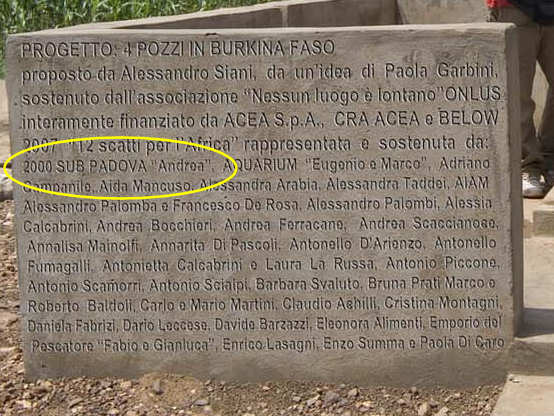 PROGETTO: 4 POZZI IN BURKINA FASO
proposto da Alessandro Siani, da un'idea di Paola Garbini,
sostenuto dall'associazione "Nessun luogo è lontano" ONLUS
interamente finanziato da ACEA S.p.A., CRA ACEA e BELOW
2007 "12 scatti per l'Africa" rappresentata e sostenuta da:
2000 SUB PADOVA "Andrea", AQUARIUM "Eugenio e Marco", Adriano
Campanile, Aida Mancuso, Alessandra Arabia, Alessandra Taddei, AIAM
Alessandro Palomba e Francesco De Rosa, Alessandro Palombi, Alessia
Calcabrini, Andrea Bocchieri, Andrea Ferracane, Andrea Scaccianese,
Annalisa Mainolfi, Annarita Di Pascoli, Antonello D'Arienzo, Antonello
Fumagalli, Antonietta Calcabrini e Laura La Russa, Antonio Piccone,
Antonio Scamorri, Antonio Scialpi, Barbara Svaluto, Bruna Prati Marco e
Roberto Baldoli, Carlo e Mario Martini, Claudio Achilli, Cristina Montagni,
Daniela Fabrizi, Dario Leccese, Davide Barzazzi, Eleonora Alimenti, Emporio del
Pescatore "Fabio e Gianluca", Enrico Lasagni, Enzo Summa e Paola Di Caro